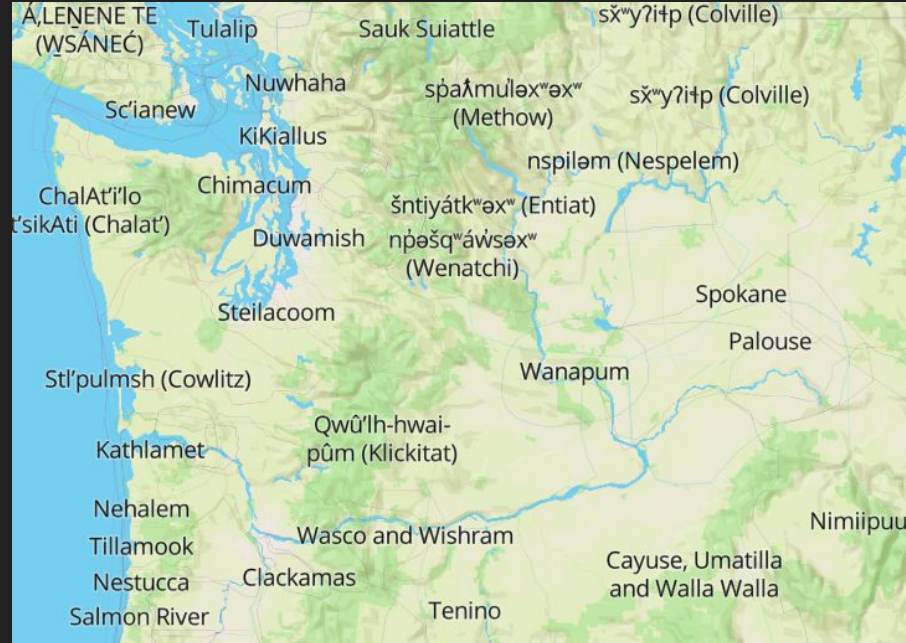 Á,LEṈENE TE
(W̱SÁNEĆ)
Tulalip
Sauk Suiattle
sx̌ʷyʔiɬp (Colville)
Nuwhaha
Sc'ianew
sp̓aƛ̓mul̓əxʷəxʷ
(Methow)
sx̌ʷyʔiɬp (Colville)
KiKiallus
nspiləm (Nespelem)
Chimacum
ChalAt'i'lo
t'sikAti (Chalat')
šntiyátkʷəxʷ (Entiat)
Duwamish
np̓əšqʷáw̓səxʷ
(Wenatchi)
Spokane
Steilacoom
Palouse
Wanapum
Stl'pulmsh (Cowlitz)
Qwû'lh-hwai-
pûm (Klickitat)
Kathlamet
Nehalem
Nimiipuu
Wasco and Wishram
Tillamook
Cayuse, Umatilla
and Walla Walla
Nestucca
Clackamas
Salmon River
Tenino